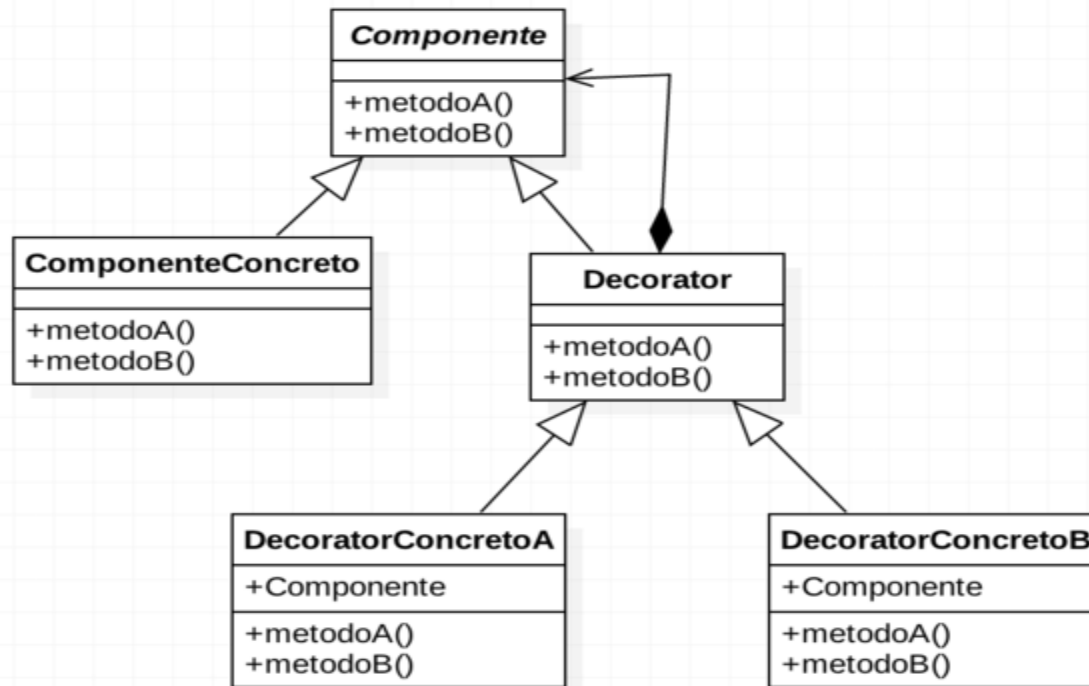 Componente
+metodoA()
+metodoB()
ComponenteConcreto
+metodoA()
+metodoB()
Decorator
+metodoA()
+metodoB()
DecoratorConcretoA
+Componente
+metodoA()
+metodoB()
DecoratorConcretoB
+Componente
+metodoA()
+metodoB()